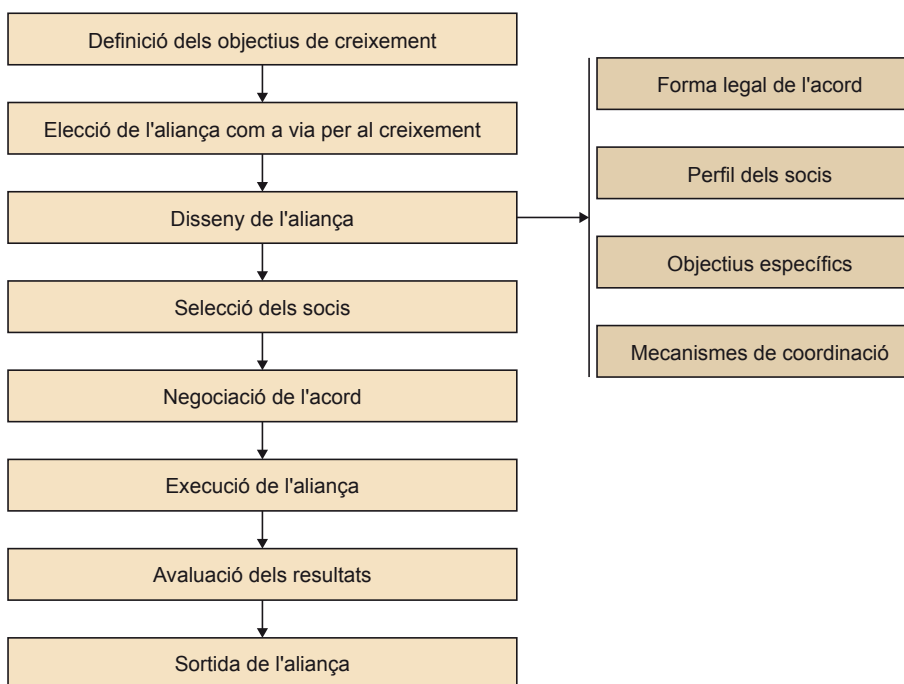 Definició dels objectius de creixement
Elecció de l'aliança com a via per al creixement
Disseny de l'aliança
Selecció dels socis
Negociació de l'acord
Execució de l'aliança
Avaluació dels resultats
Sortida de l'aliança
Forma legal de l'acord
Perfil dels socis
Objectius específics
Mecanismes de coordinació